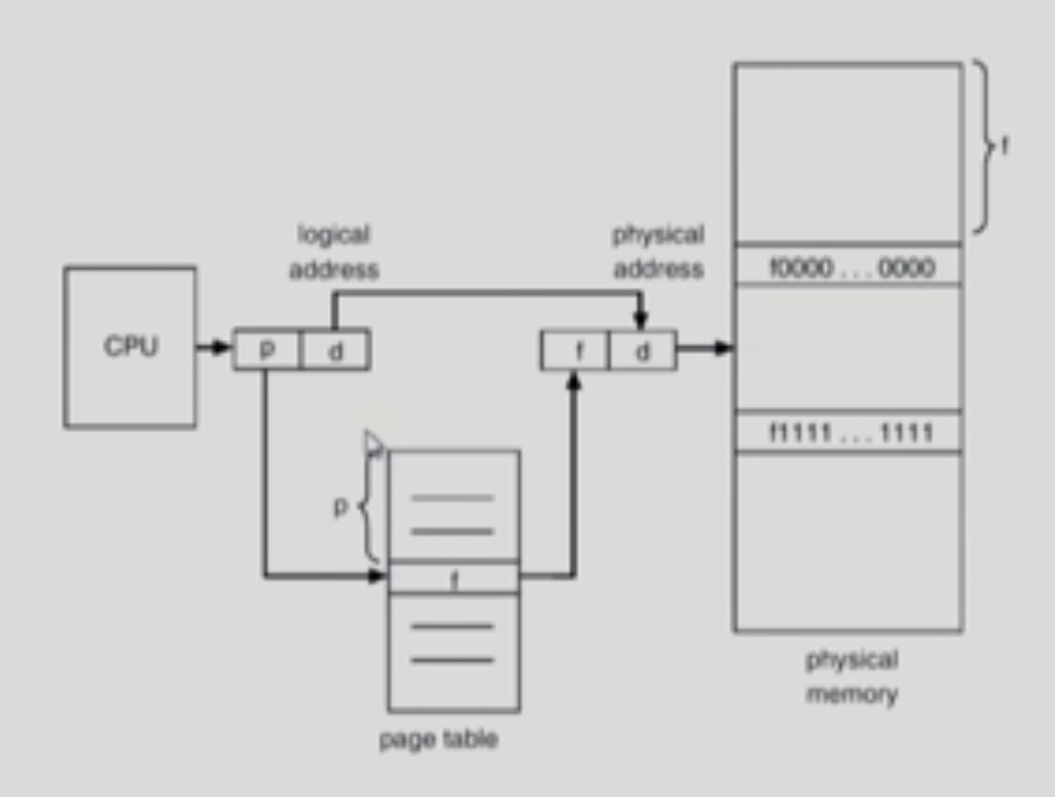 logical
address
physical
address
f
f0000 ... 0000
CPU
p
d
f
d
f1111 ... 1111
p
f
page table
physical
memory